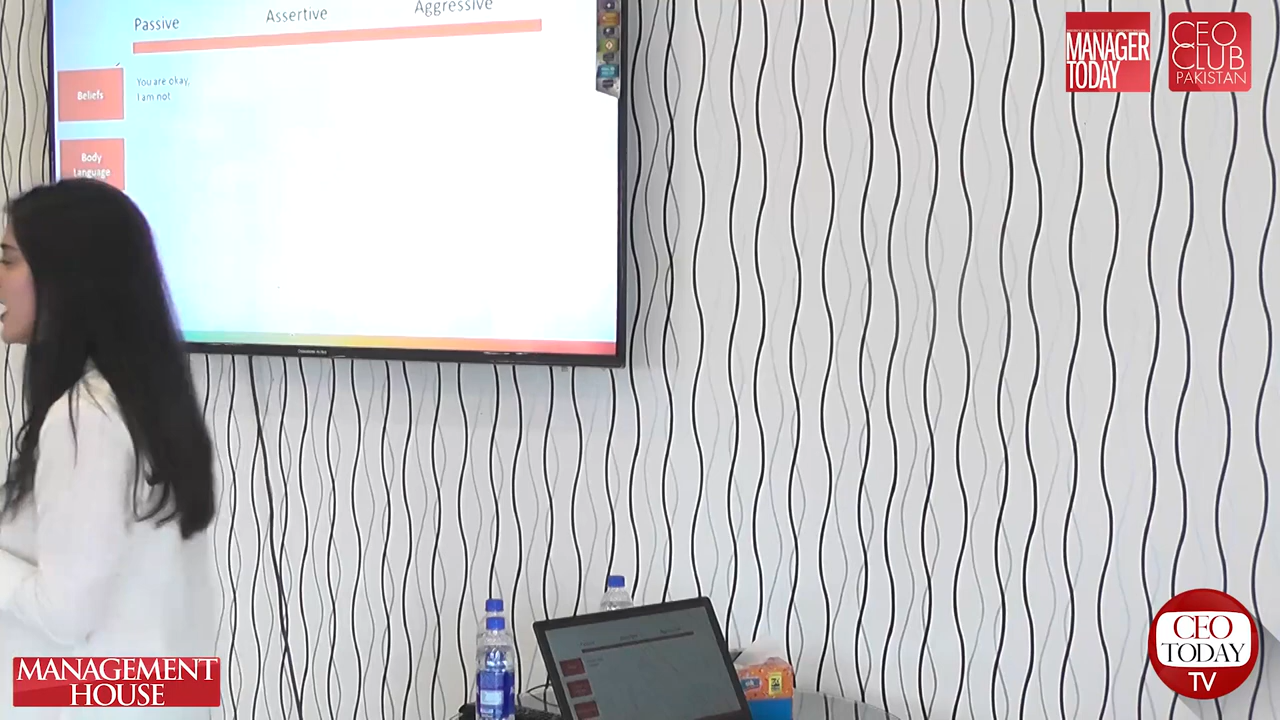 Passive
Assertive
Aggressive
Beliefs
You are okay,
I am not
Body
Language
MANAGER
TODAY
CEO
CLUB
PAKISTAN
MANAGEMENT
HOUSE
CEO
TODAY
TV